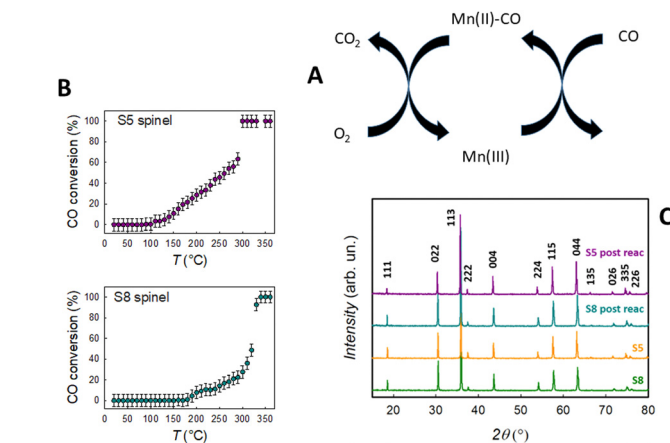 A
CO2
Mn(II)-CO
CO
O2
Mn(III)
B
S5 spinel
CO conversion (%)
100
80
60
40
20
0
0 50 100 150 200 250 300 350
T (°C)
S8 spinel
CO conversion (%)
100
80
60
40
20
0
0 50 100 150 200 250 300 350
T (°C)
C
Intensity (arb. un.)
111
022
113
222
004
224
115
044
135
026
335
226
S5 post reac
S8 post reac
S5
S8
20 30 40 50 60 70 80
2θ (°)